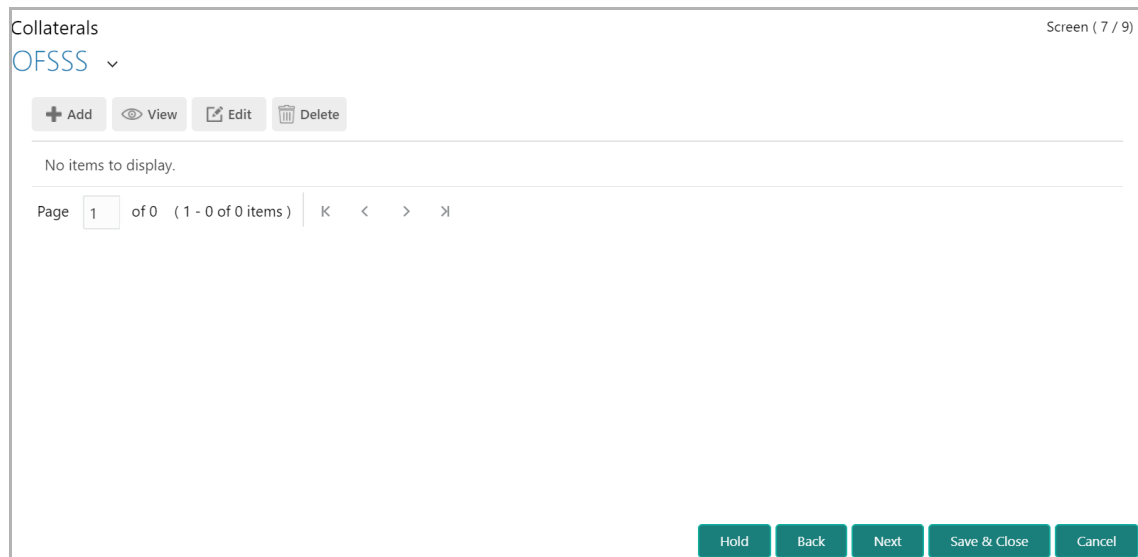 Collaterals
Screen ( 7 / 9)
OFSSS
Add View Edit Delete
No items to display.
Page 1 of 0 ( 1 - 0 of 0 items )
Hold Back Next Save & Close Cancel